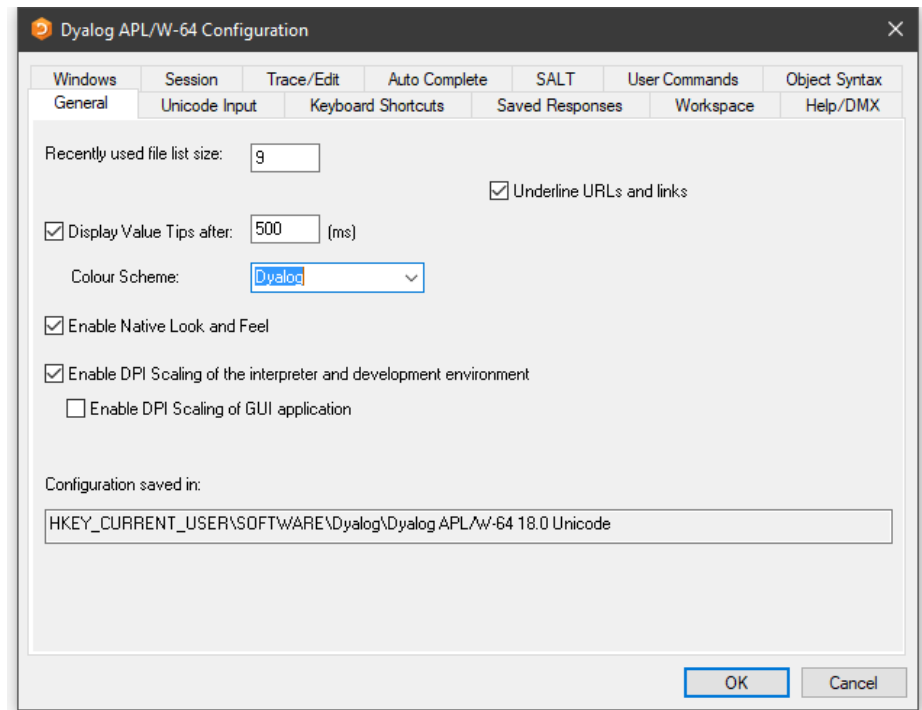 Dyalog APL/W-64 Configuration
Windows Session Trace/Edit Auto Complete SALT User Commands Object Syntax
General Unicode Input Keyboard Shortcuts Saved Responses Workspace Help/DMX
Recently used file list size: 9
Underline URLs and links
Display Value Tips after: 500 (ms)
Colour Scheme: Dyalog
Enable Native Look and Feel
Enable DPI Scaling of the interpreter and development environment
Enable DPI Scaling of GUI application
Configuration saved in:
HKEY_CURRENT_USER\SOFTWARE\Dyalog\Dyalog APL/W-64 18.0 Unicode
OK Cancel